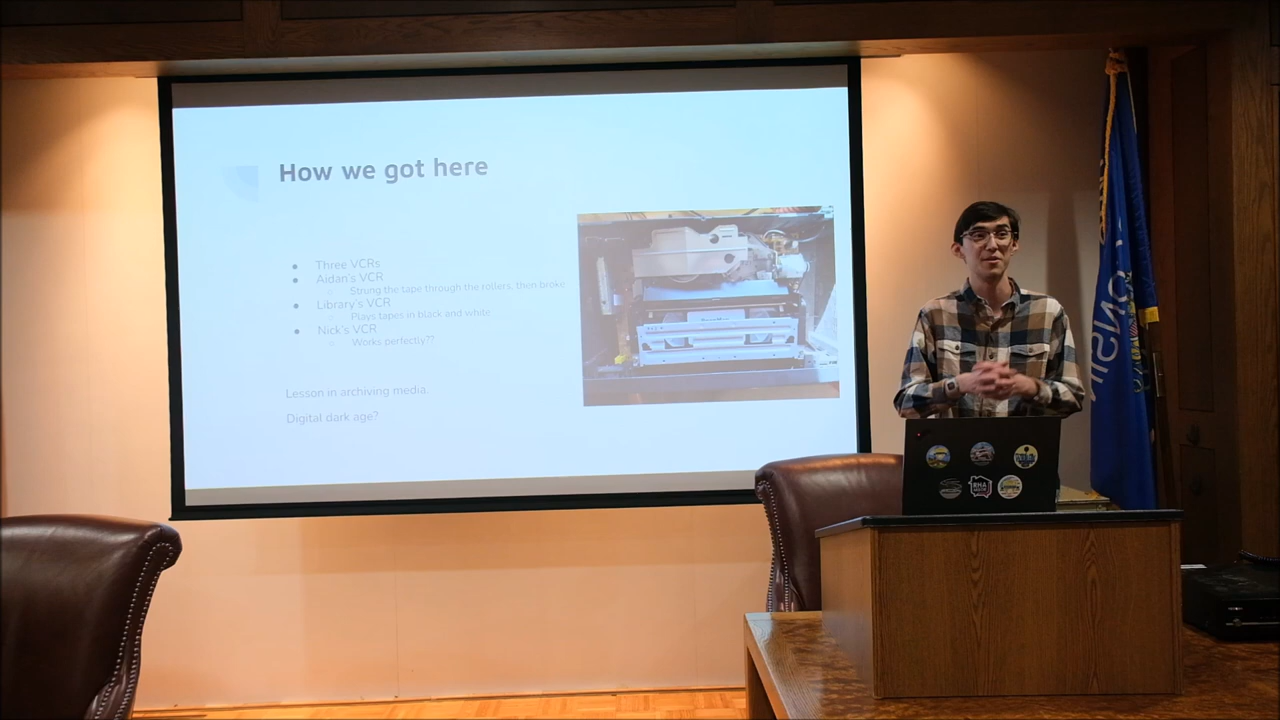 How we got here
Three VCRs
Aidan's VCR
Strung the tape through the rollers, then broke
Library's VCR
Plays tapes in black and white
Nick's VCR
Works perfectly??
Lesson in archiving media.
Digital dark age?
RHA